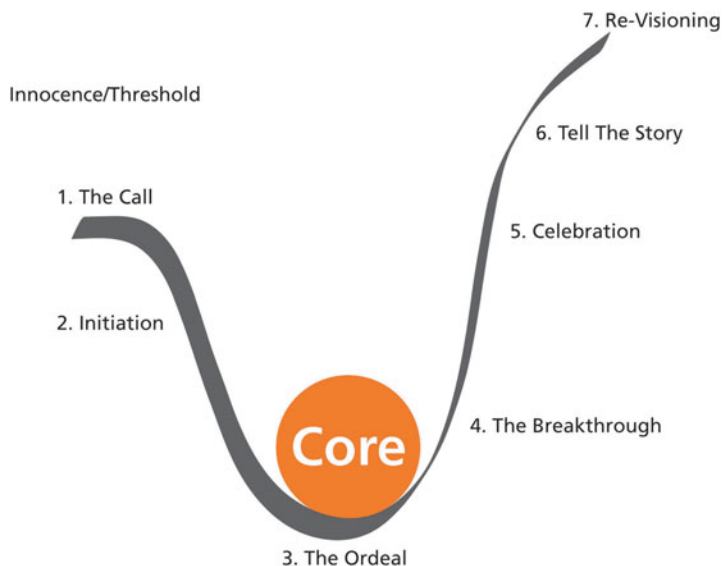 7. Re-Visioning
Innocence/Threshold
6. Tell The Story
1. The Call
5. Celebration
2. Initiation
4. The Breakthrough
Core
3. The Ordeal